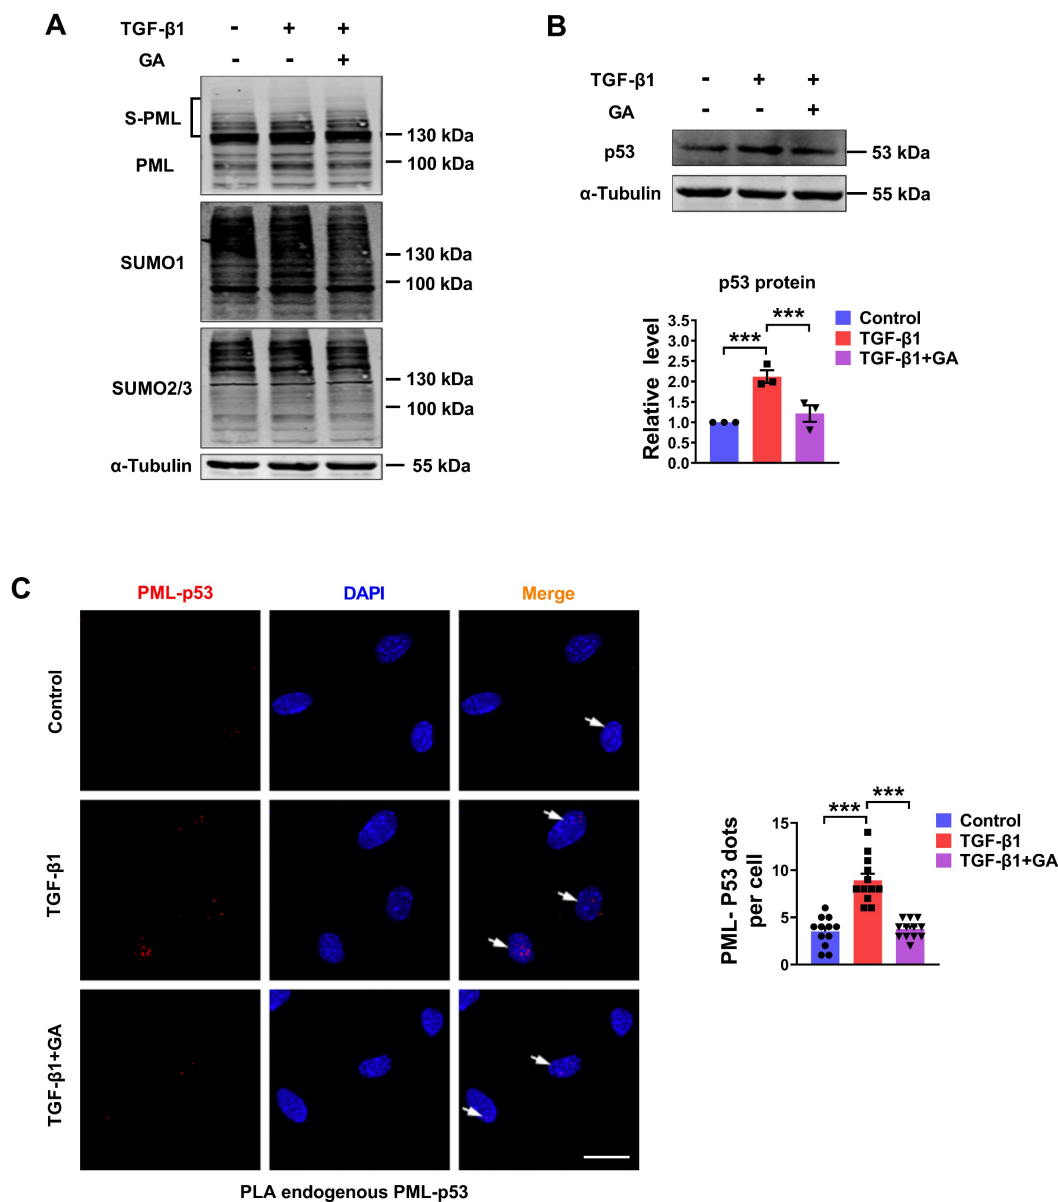 A
TGF-β1 - + +
GA - - +
S-PML
130 kDa
PML
100 kDa
SUMO1
130 kDa
100 kDa
SUMO2/3
130 kDa
100 kDa
α-Tubulin
55 kDa
B
TGF-β1 - + +
GA - - +
p53
53 kDa
α-Tubulin
55 kDa
p53 protein
Relative level
3.5
3.0
2.5
2.0
1.5
1.0
0.5
0.0
***
***
Control
TGF-β1
TGF-β1+GA
C
PML-p53 DAPI Merge
Control
TGF-β1
TGF-β1+GA
PLA endogenous PML-p53
PML- P53 dots
per cell
15
10
5
0
***
***
Control
TGF-β1
TGF-β1+GA